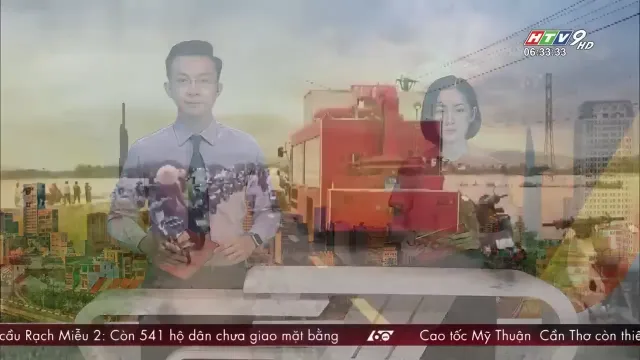 HTV9 HD
06:33:33
cầu Rạch Miễu 2: Còn 541 hộ dân chưa giao mặt bằng 60 Cao tốc Mỹ Thuận Cần Thơ còn thiế